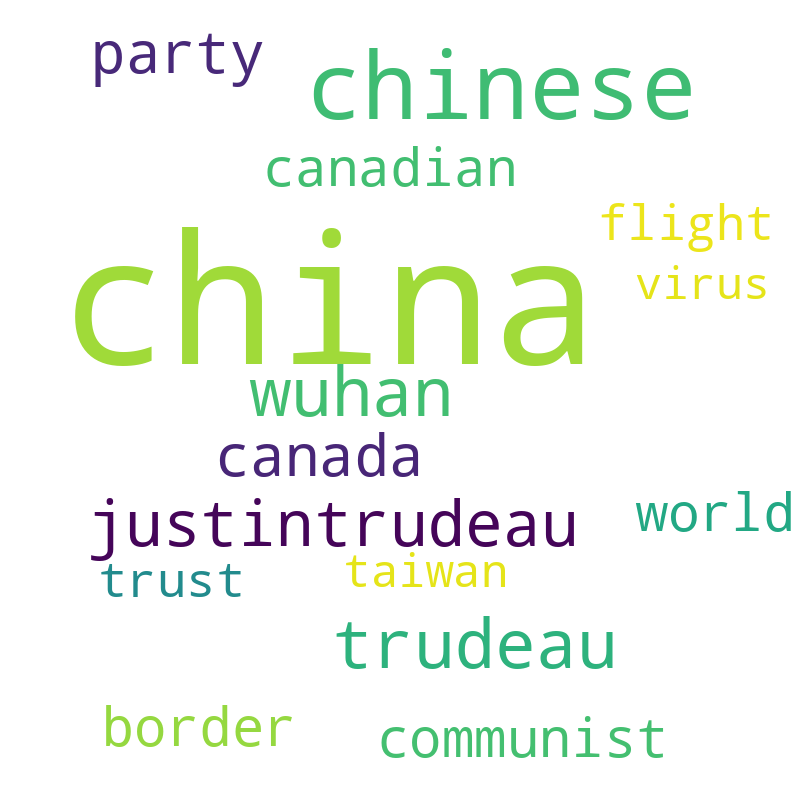 party
chinese
canadian
flight
china
virus
wuhan
canada
justintrudeau
world
trust
taiwan
trudeau
border
communist